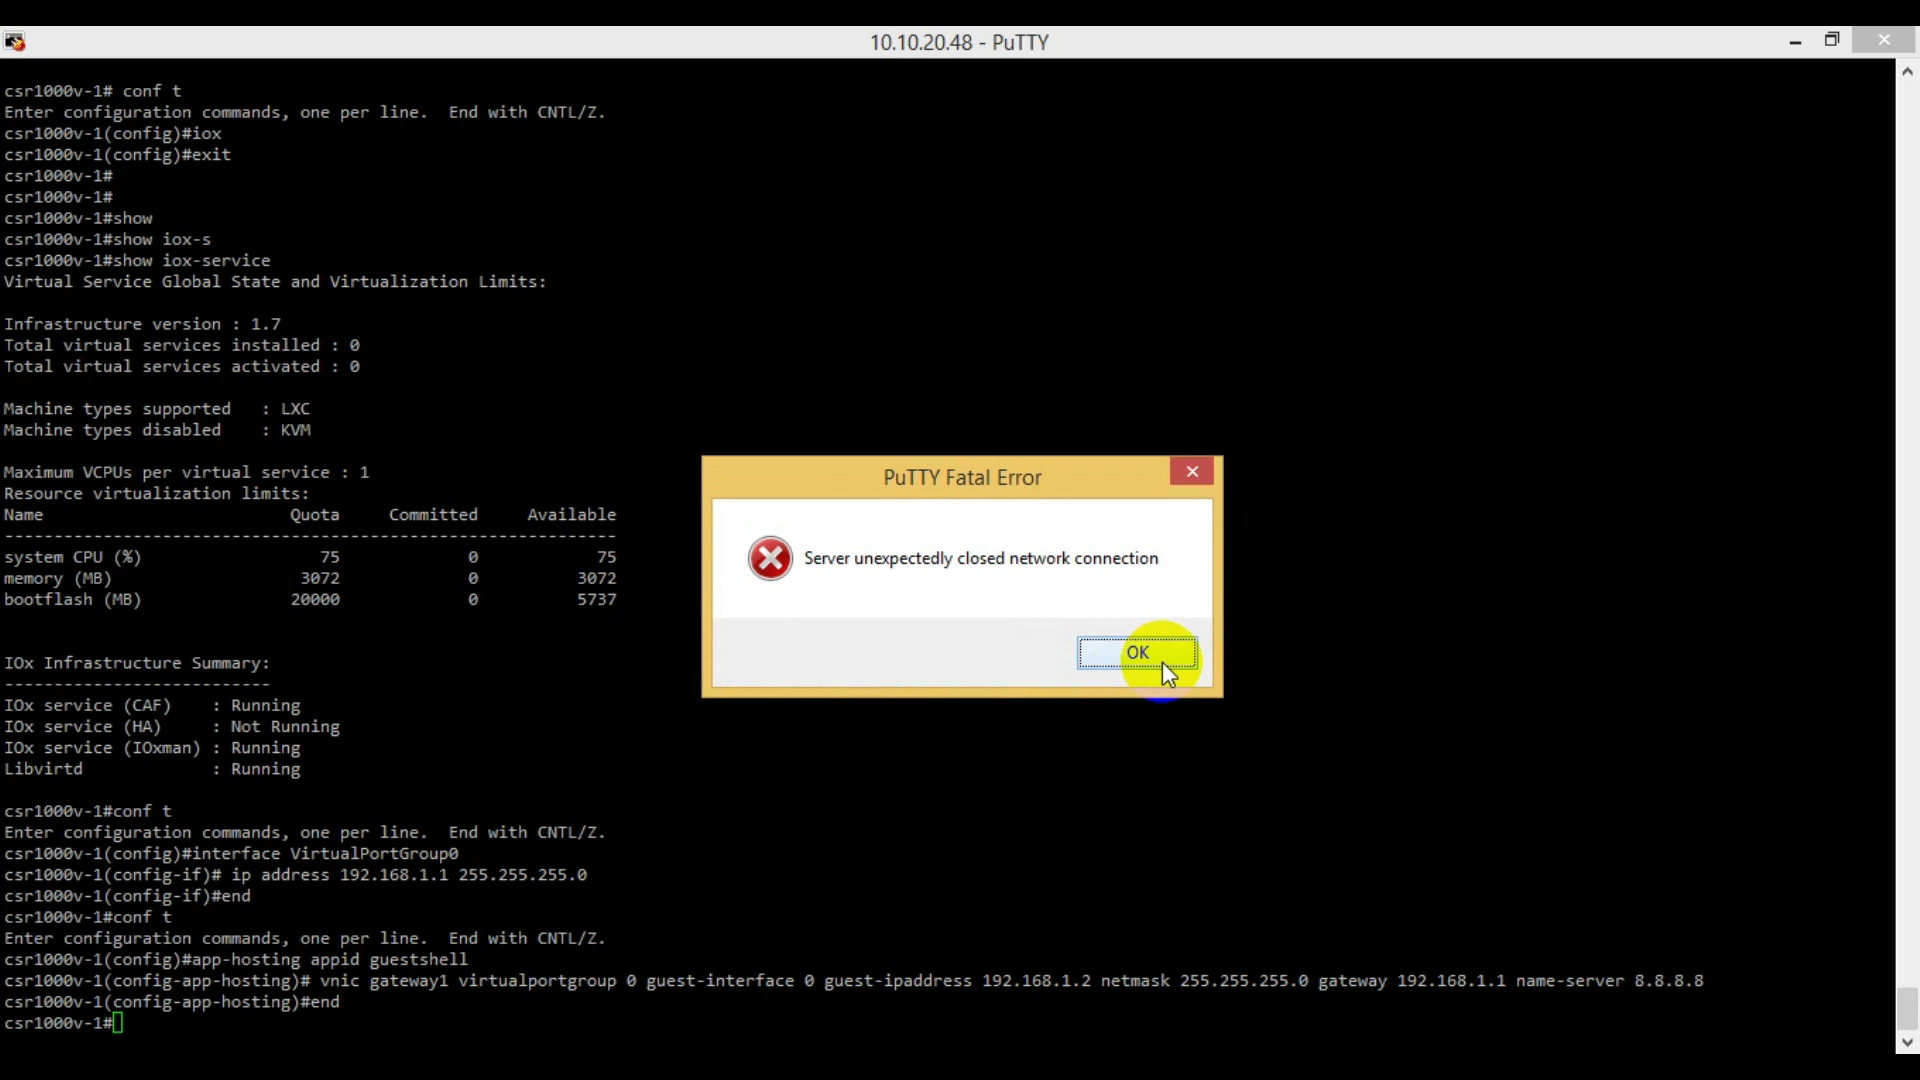 10.10.20.48 - PuTTY
csr1000v-1# conf t
Enter configuration commands, one per line.  End with CNTL/Z.
csr1000v-1(config)#iox
csr1000v-1(config)#exit
csr1000v-1#
csr1000v-1#
csr1000v-1#show
csr1000v-1#show iox-s
csr1000v-1#show iox-service
Virtual Service Global State and Virtualization Limits:
Infrastructure version : 1.7
Total virtual services installed : 0
Total virtual services activated : 0
Machine types supported   : LXC
Machine types disabled    : KVM
Maximum VCPUs per virtual service : 1
Resource virtualization limits:
Name                         Quota     Committed     Available
--------------------------------------------------------------
system CPU (%)                  75             0            75
memory (MB)                   3072             0          3072
bootflash (MB)               20000             0          5737
IOx Infrastructure Summary:
---------------------------
IOx service (CAF)    : Running
IOx service (HA)     : Not Running
IOx service (IOxman) : Running
Libvirtd             : Running
csr1000v-1#conf t
Enter configuration commands, one per line.  End with CNTL/Z.
csr1000v-1(config)#interface VirtualPortGroup0
csr1000v-1(config-if)# ip address 192.168.1.1 255.255.255.0
csr1000v-1(config-if)#end
csr1000v-1#conf t
Enter configuration commands, one per line.  End with CNTL/Z.
csr1000v-1(config)#app-hosting appid guestshell
csr1000v-1(config-app-hosting)# vnic gateway1 virtualportgroup 0 guest-interface 0 guest-ipaddress 192.168.1.2 netmask 255.255.255.0 gateway 192.168.1.1 name-server 8.8.8.8
csr1000v-1(config-app-hosting)#end
csr1000v-1#
PuTTY Fatal Error
Server unexpectedly closed network connection
OK